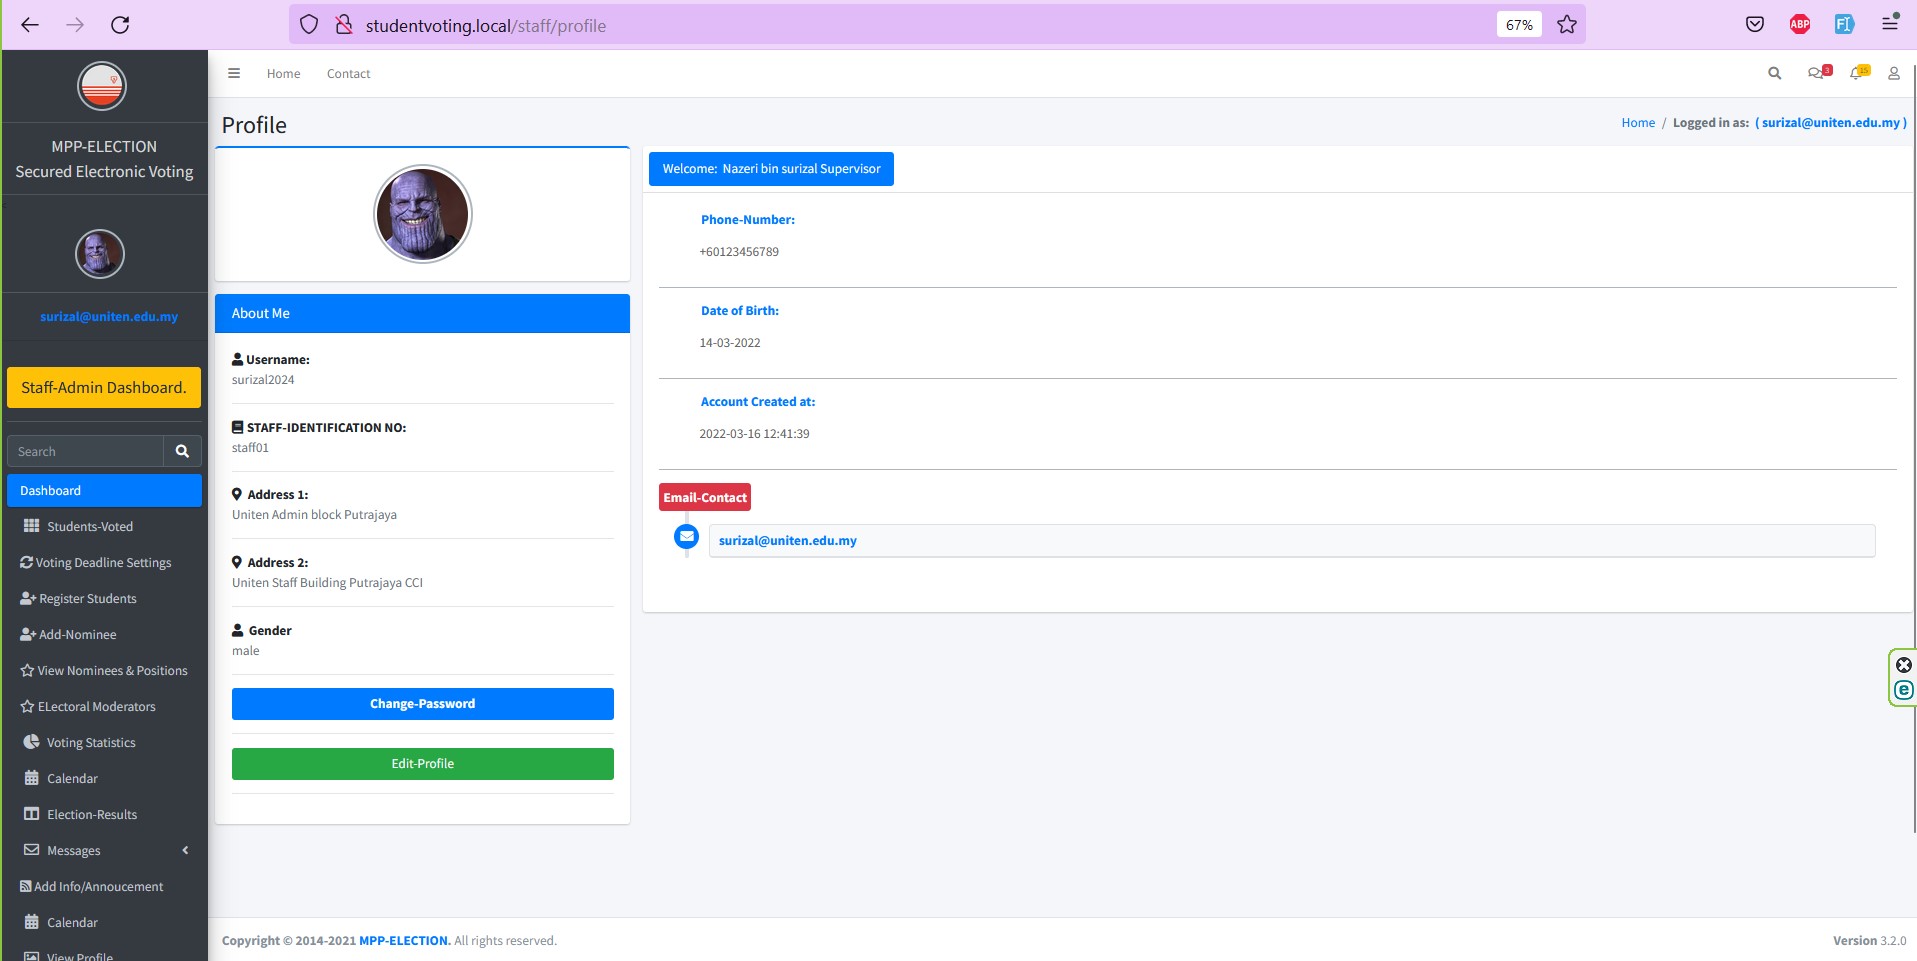 studentvoting.local/staff/profile
67%
ABP
MPP-ELECTION
Secured Electronic Voting
surizal@uniten.edu.my
Staff-Admin Dashboard.
Search
Dashboard
Students-Voted
Voting Deadline Settings
Register Students
Add-Nominee
View Nominees & Positions
ELectoral Moderators
Voting Statistics
Calendar
Election-Results
Messages
Add Info/Annoucement
Calendar
View Profile
Home
Contact
3
15
Profile
Home / Logged in as: ( surizal@uniten.edu.my )
About Me
Username:
surizal2024
STAFF-IDENTIFICATION NO:
staff01
Address 1:
Uniten Admin block Putrajaya
Address 2:
Uniten Staff Building Putrajaya CCI
Gender
male
Change-Password
Edit-Profile
Welcome: Nazeri bin surizal Supervisor
Phone-Number:
+60123456789
Date of Birth:
14-03-2022
Account Created at:
2022-03-16 12:41:39
Email-Contact
surizal@uniten.edu.my
Copyright © 2014-2021 MPP-ELECTION. All rights reserved.
Version 3.2.0